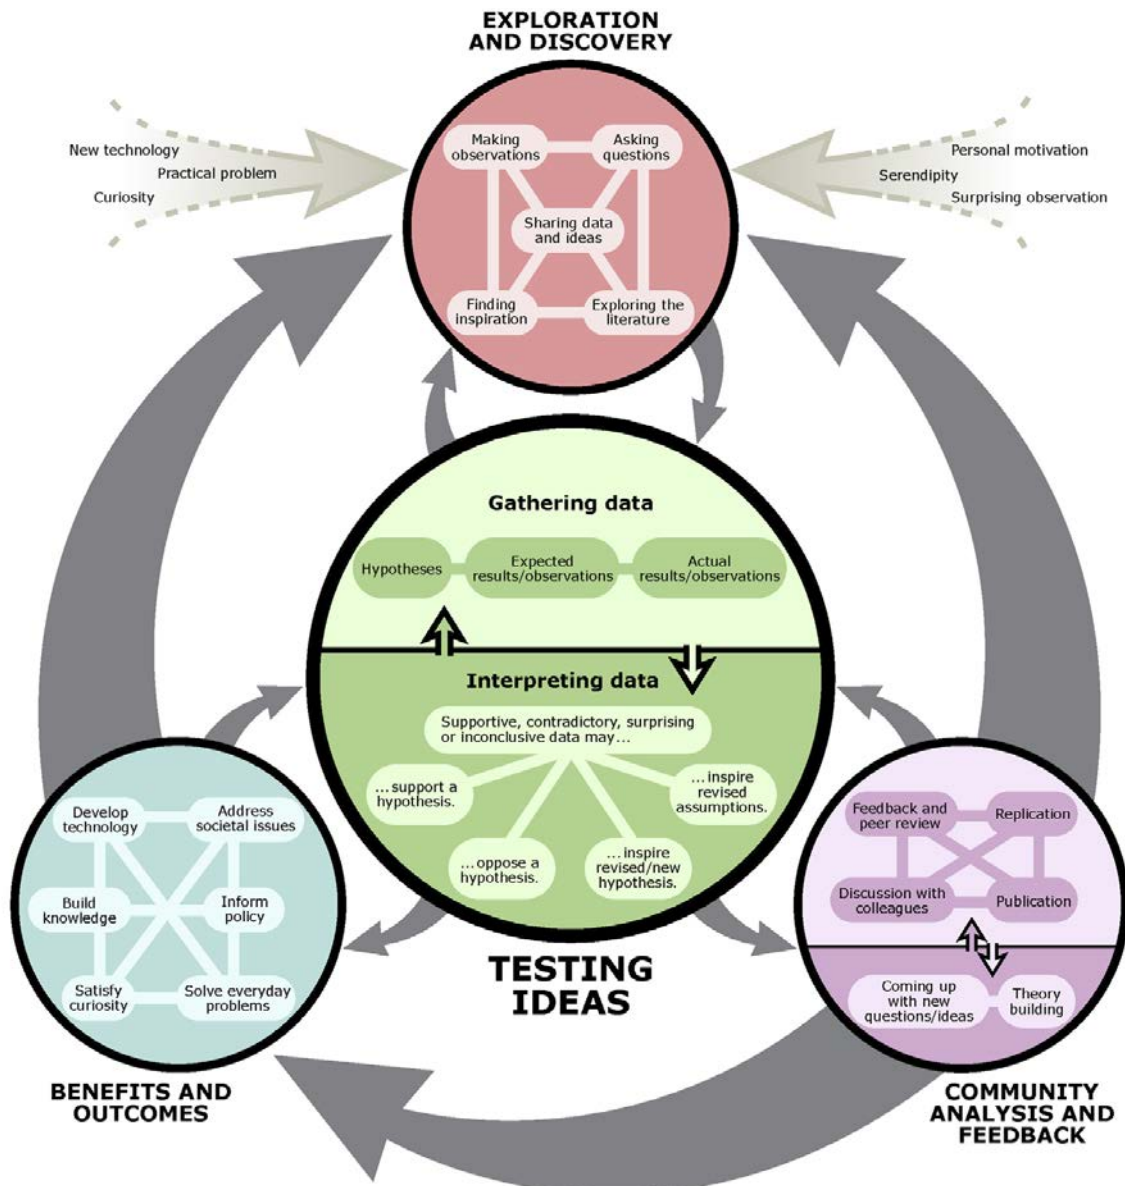 EXPLORATION
AND DISCOVERY
New technology
Practical problem
Curiosity
Personal motivation
Serendipity
Surprising observation
Making
observations
Asking
questions
Sharing data
and ideas
Finding
inspiration
Exploring the
literature
Gathering data
Hypotheses
Expected
results/observations
Actual
results/observations
Interpreting data
Supportive, contradictory, surprising
or inconclusive data may...
...support a
hypothesis.
...oppose a
hypothesis.
...inspire
revised/new
hypothesis.
...inspire
revised
assumptions.
TESTING
IDEAS
Develop
technology
Address
societal issues
Build
knowledge
Inform
policy
Satisfy
curiosity
Solve everyday
problems
BENEFITS AND
OUTCOMES
Feedback and
peer review
Replication
Discussion with
colleagues
Publication
Coming up
with new
questions/ideas
Theory
building
COMMUNITY
ANALYSIS AND
FEEDBACK